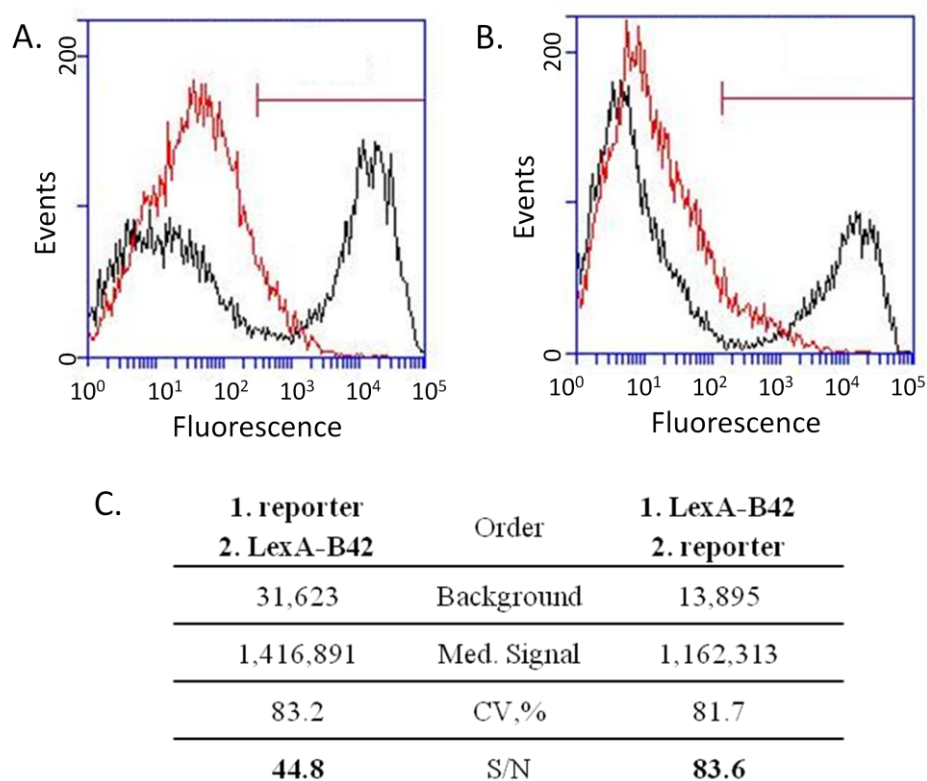 A.
200
Events
0
10^0 10^1 10^2 10^3 10^4 10^5
Fluorescence
B.
200
Events
0
10^0 10^1 10^2 10^3 10^4 10^5
Fluorescence
C.
1. reporter
2. LexA-B42
Order
1. LexA-B42
2. reporter
31,623 Background 13,895
1,416,891 Med. Signal 1,162,313
83.2 CV,% 81.7
44.8 S/N 83.6